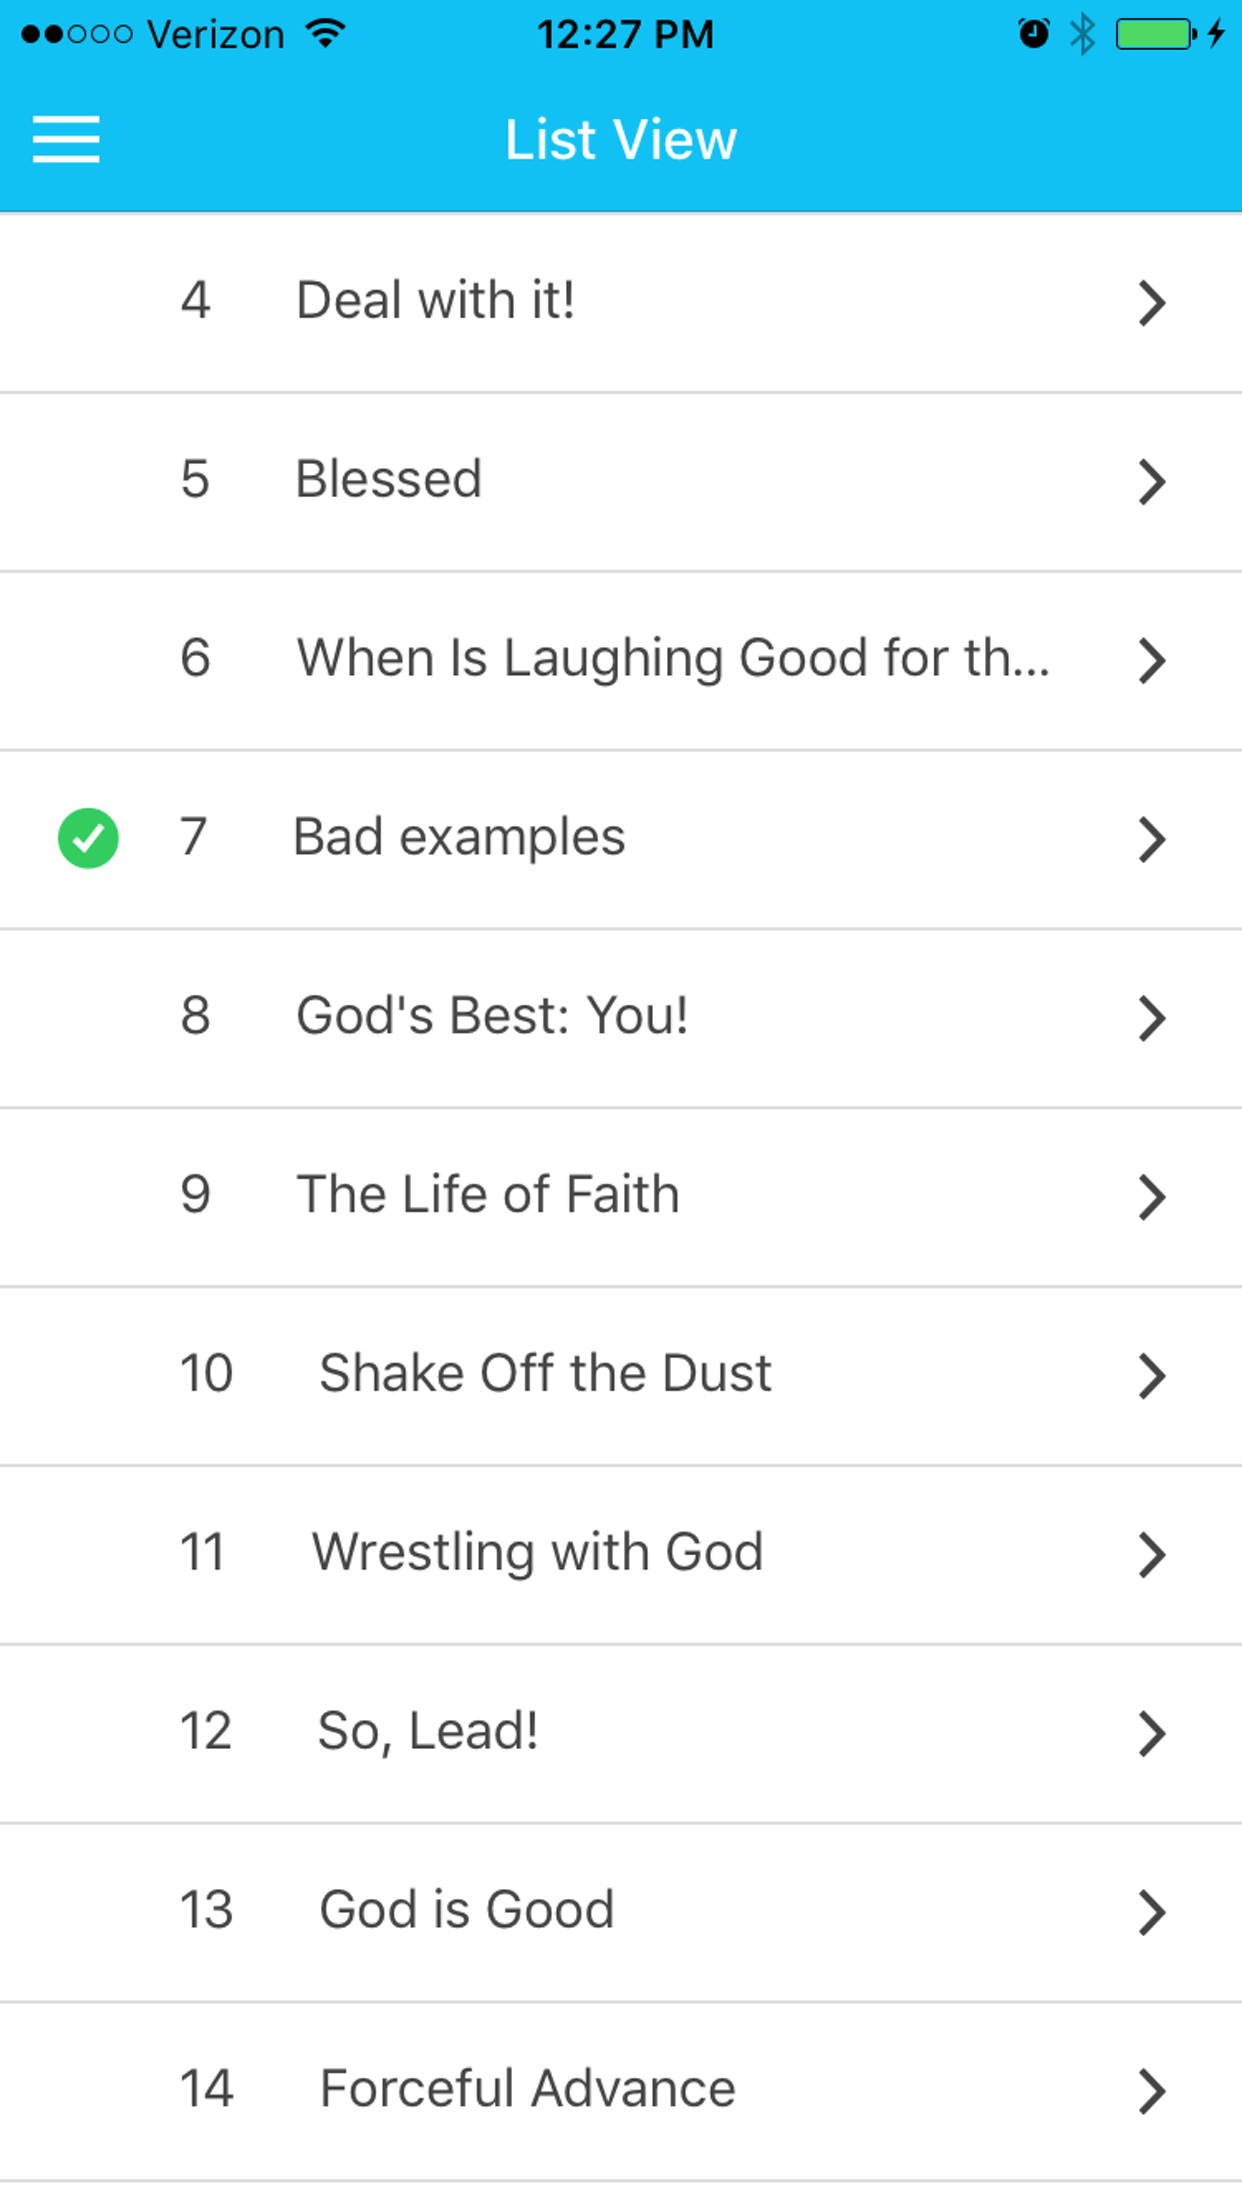 Verizon 12:27 PM
List View
4 Deal with it!
5 Blessed
6 When Is Laughing Good for th...
7 Bad examples
8 God's Best: You!
9 The Life of Faith
10 Shake Off the Dust
11 Wrestling with God
12 So, Lead!
13 God is Good
14 Forceful Advance